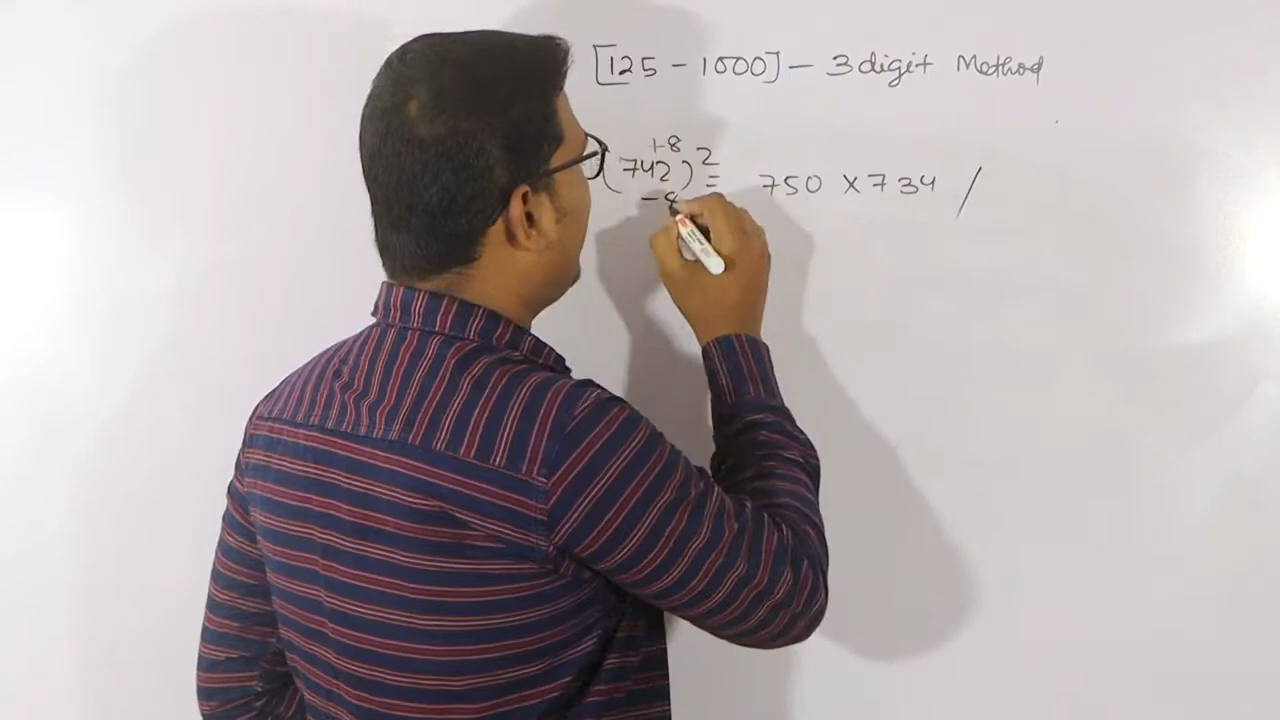 [125 - 1000] - 3 digit Method
+8
(742)² = 750 × 734 /
-8